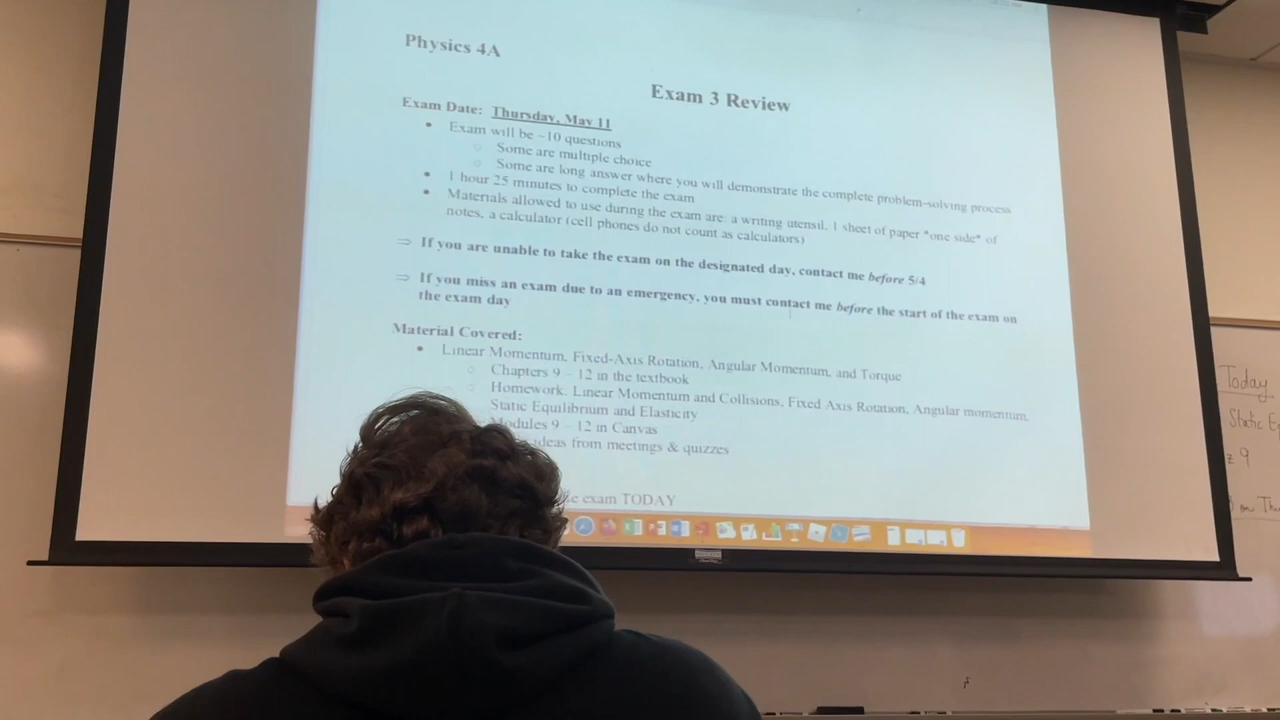 Physics 4A
Exam 3 Review
Exam Date: Thursday, May 11
• Exam will be ~10 questions
○ Some are multiple choice
○ Some are long answer where you will demonstrate the complete problem-solving process
• 1 hour 25 minutes to complete the exam
• Materials allowed to use during the exam are: a writing utensil, 1 sheet of paper *one side* of
notes, a calculator (cell phones do not count as calculators)
⇒ If you are unable to take the exam on the designated day, contact me before 5/4
⇒ If you miss an exam due to an emergency, you must contact me before the start of the exam on
the exam day
Material Covered:
• Linear Momentum, Fixed-Axis Rotation, Angular Momentum, and Torque
○ Chapters 9 – 12 in the textbook
○ Homework: Linear Momentum and Collisions, Fixed Axis Rotation, Angular momentum,
Static Equilibrium and Elasticity
Modules 9 – 12 in Canvas
ideas from meetings & quizzes
exam TODAY
Today
Static E
z 9
on Th